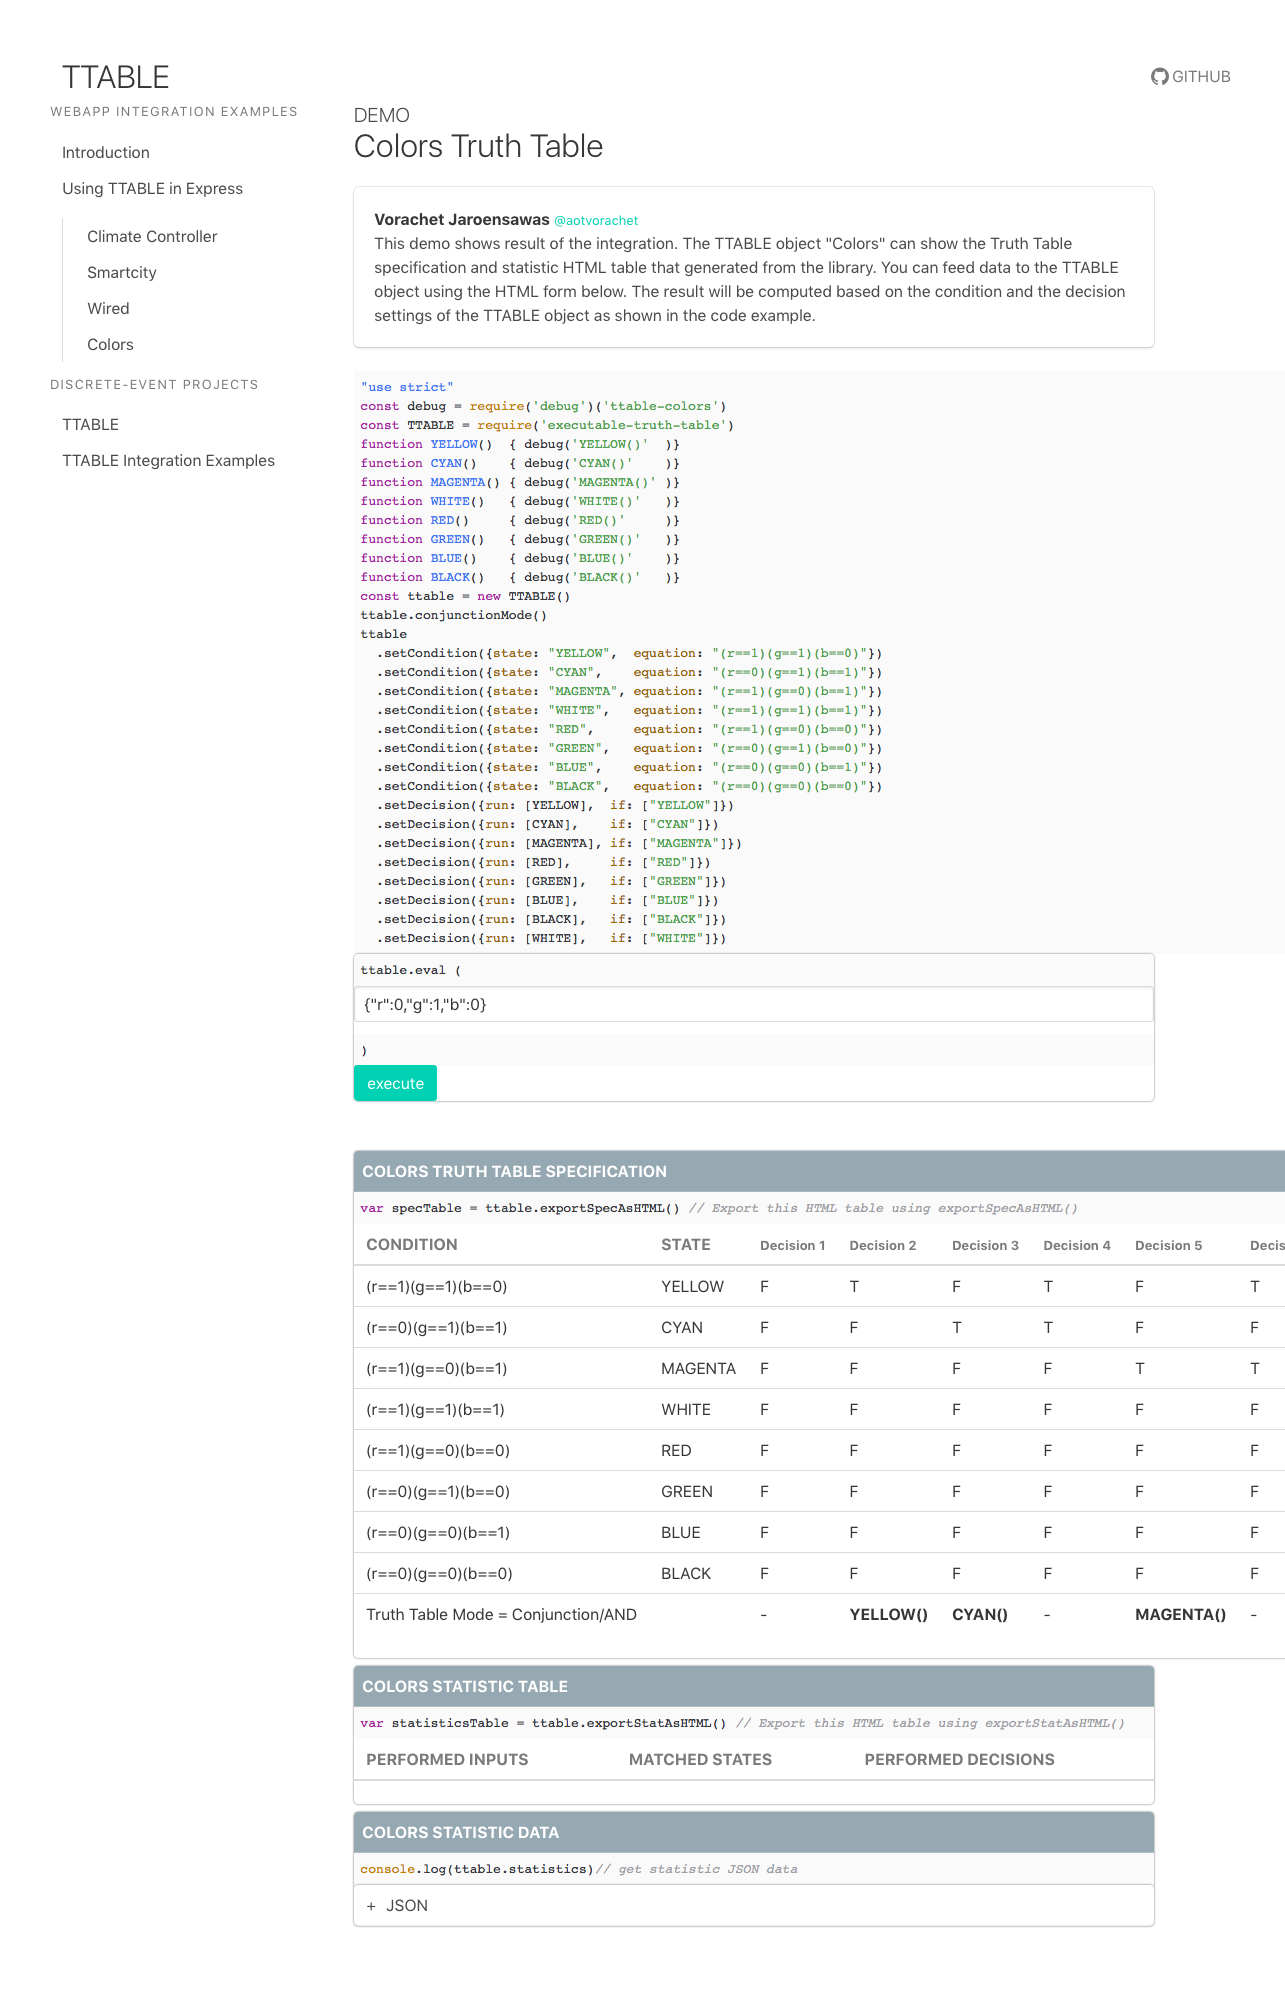 TTABLE
GITHUB
WEBAPP INTEGRATION EXAMPLES
Introduction
Using TTABLE in Express
Climate Controller
Smartcity
Wired
Colors
DISCRETE-EVENT PROJECTS
TTABLE
TTABLE Integration Examples
DEMO
Colors Truth Table
Vorachet Jaroensawas @aotvorachet
This demo shows result of the integration. The TTABLE object "Colors" can show the Truth Table
specification and statistic HTML table that generated from the library. You can feed data to the TTABLE
object using the HTML form below. The result will be computed based on the condition and the decision
settings of the TTABLE object as shown in the code example.
"use strict"
const debug = require('debug')('ttable-colors')
const TTABLE = require('executable-truth-table')
function YELLOW()  { debug('YELLOW()'  )}
function CYAN()    { debug('CYAN()'    )}
function MAGENTA() { debug('MAGENTA()' )}
function WHITE()   { debug('WHITE()'   )}
function RED()     { debug('RED()'     )}
function GREEN()   { debug('GREEN()'   )}
function BLUE()    { debug('BLUE()'    )}
function BLACK()   { debug('BLACK()'   )}
const ttable = new TTABLE()
ttable.conjunctionMode()
ttable
  .setCondition({state: "YELLOW",  equation: "(r==1)(g==1)(b==0)"})
  .setCondition({state: "CYAN",    equation: "(r==0)(g==1)(b==1)"})
  .setCondition({state: "MAGENTA", equation: "(r==1)(g==0)(b==1)"})
  .setCondition({state: "WHITE",   equation: "(r==1)(g==1)(b==1)"})
  .setCondition({state: "RED",     equation: "(r==1)(g==0)(b==0)"})
  .setCondition({state: "GREEN",   equation: "(r==0)(g==1)(b==0)"})
  .setCondition({state: "BLUE",    equation: "(r==0)(g==0)(b==1)"})
  .setCondition({state: "BLACK",   equation: "(r==0)(g==0)(b==0)"})
  .setDecision({run: [YELLOW],  if: ["YELLOW"]})
  .setDecision({run: [CYAN],    if: ["CYAN"]})
  .setDecision({run: [MAGENTA], if: ["MAGENTA"]})
  .setDecision({run: [RED],     if: ["RED"]})
  .setDecision({run: [GREEN],   if: ["GREEN"]})
  .setDecision({run: [BLUE],    if: ["BLUE"]})
  .setDecision({run: [BLACK],   if: ["BLACK"]})
  .setDecision({run: [WHITE],   if: ["WHITE"]})
ttable.eval (
{"r":0,"g":1,"b":0}
)
execute
COLORS TRUTH TABLE SPECIFICATION
var specTable = ttable.exportSpecAsHTML() // Export this HTML table using exportSpecAsHTML()
CONDITION STATE Decision 1 Decision 2 Decision 3 Decision 4 Decision 5 Decis
(r==1)(g==1)(b==0) YELLOW F T F T F T
(r==0)(g==1)(b==1) CYAN F F T T F F
(r==1)(g==0)(b==1) MAGENTA F F F F T T
(r==1)(g==1)(b==1) WHITE F F F F F F
(r==1)(g==0)(b==0) RED F F F F F F
(r==0)(g==1)(b==0) GREEN F F F F F F
(r==0)(g==0)(b==1) BLUE F F F F F F
(r==0)(g==0)(b==0) BLACK F F F F F F
Truth Table Mode = Conjunction/AND - YELLOW() CYAN() - MAGENTA() -
COLORS STATISTIC TABLE
var statisticsTable = ttable.exportStatAsHTML() // Export this HTML table using exportStatAsHTML()
PERFORMED INPUTS MATCHED STATES PERFORMED DECISIONS
COLORS STATISTIC DATA
console.log(ttable.statistics)// get statistic JSON data
+ JSON